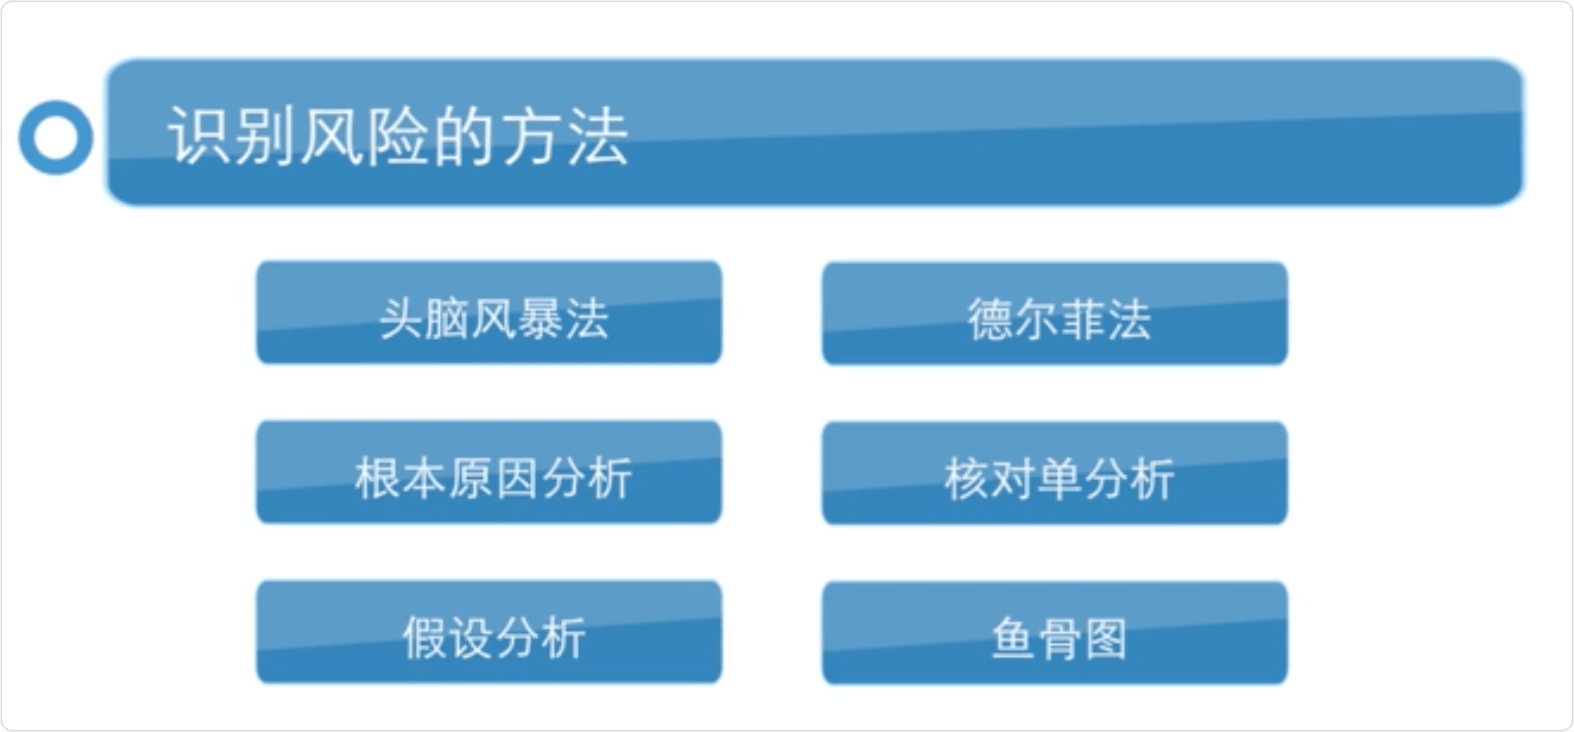 识别风险的方法
头脑风暴法
德尔菲法
根本原因分析
核对单分析
假设分析
鱼骨图